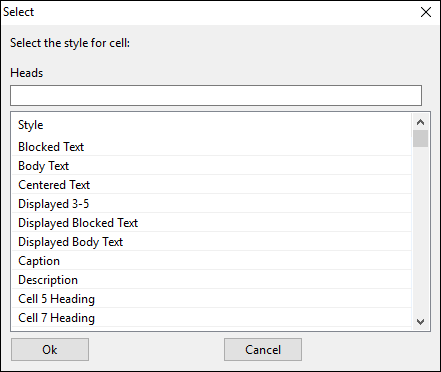 Select
Select the style for cell:
Heads
Style
Blocked Text
Body Text
Centered Text
Displayed 3-5
Displayed Blocked Text
Displayed Body Text
Caption
Description
Cell 5 Heading
Cell 7 Heading
Ok Cancel